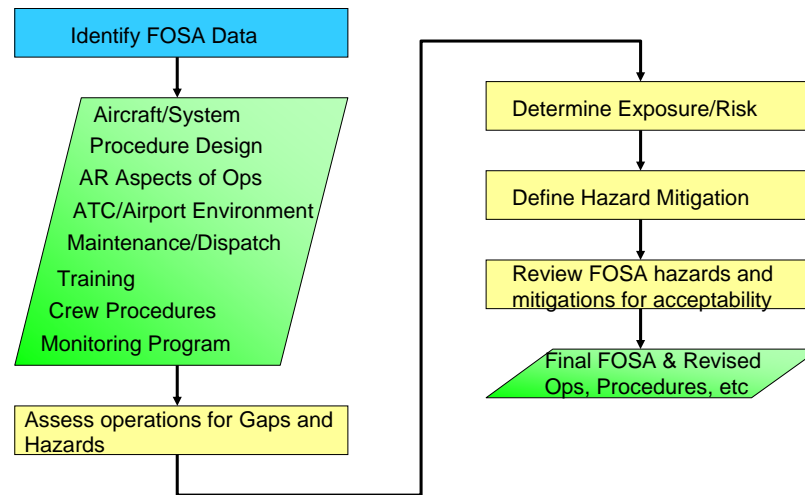 Identify FOSA Data
Aircraft/System
Procedure Design
AR Aspects of Ops
ATC/Airport Environment
Maintenance/Dispatch
Training
Crew Procedures
Monitoring Program
Assess operations for Gaps and
Hazards
Determine Exposure/Risk
Define Hazard Mitigation
Review FOSA hazards and
mitigations for acceptability
Final FOSA & Revised
Ops, Procedures, etc